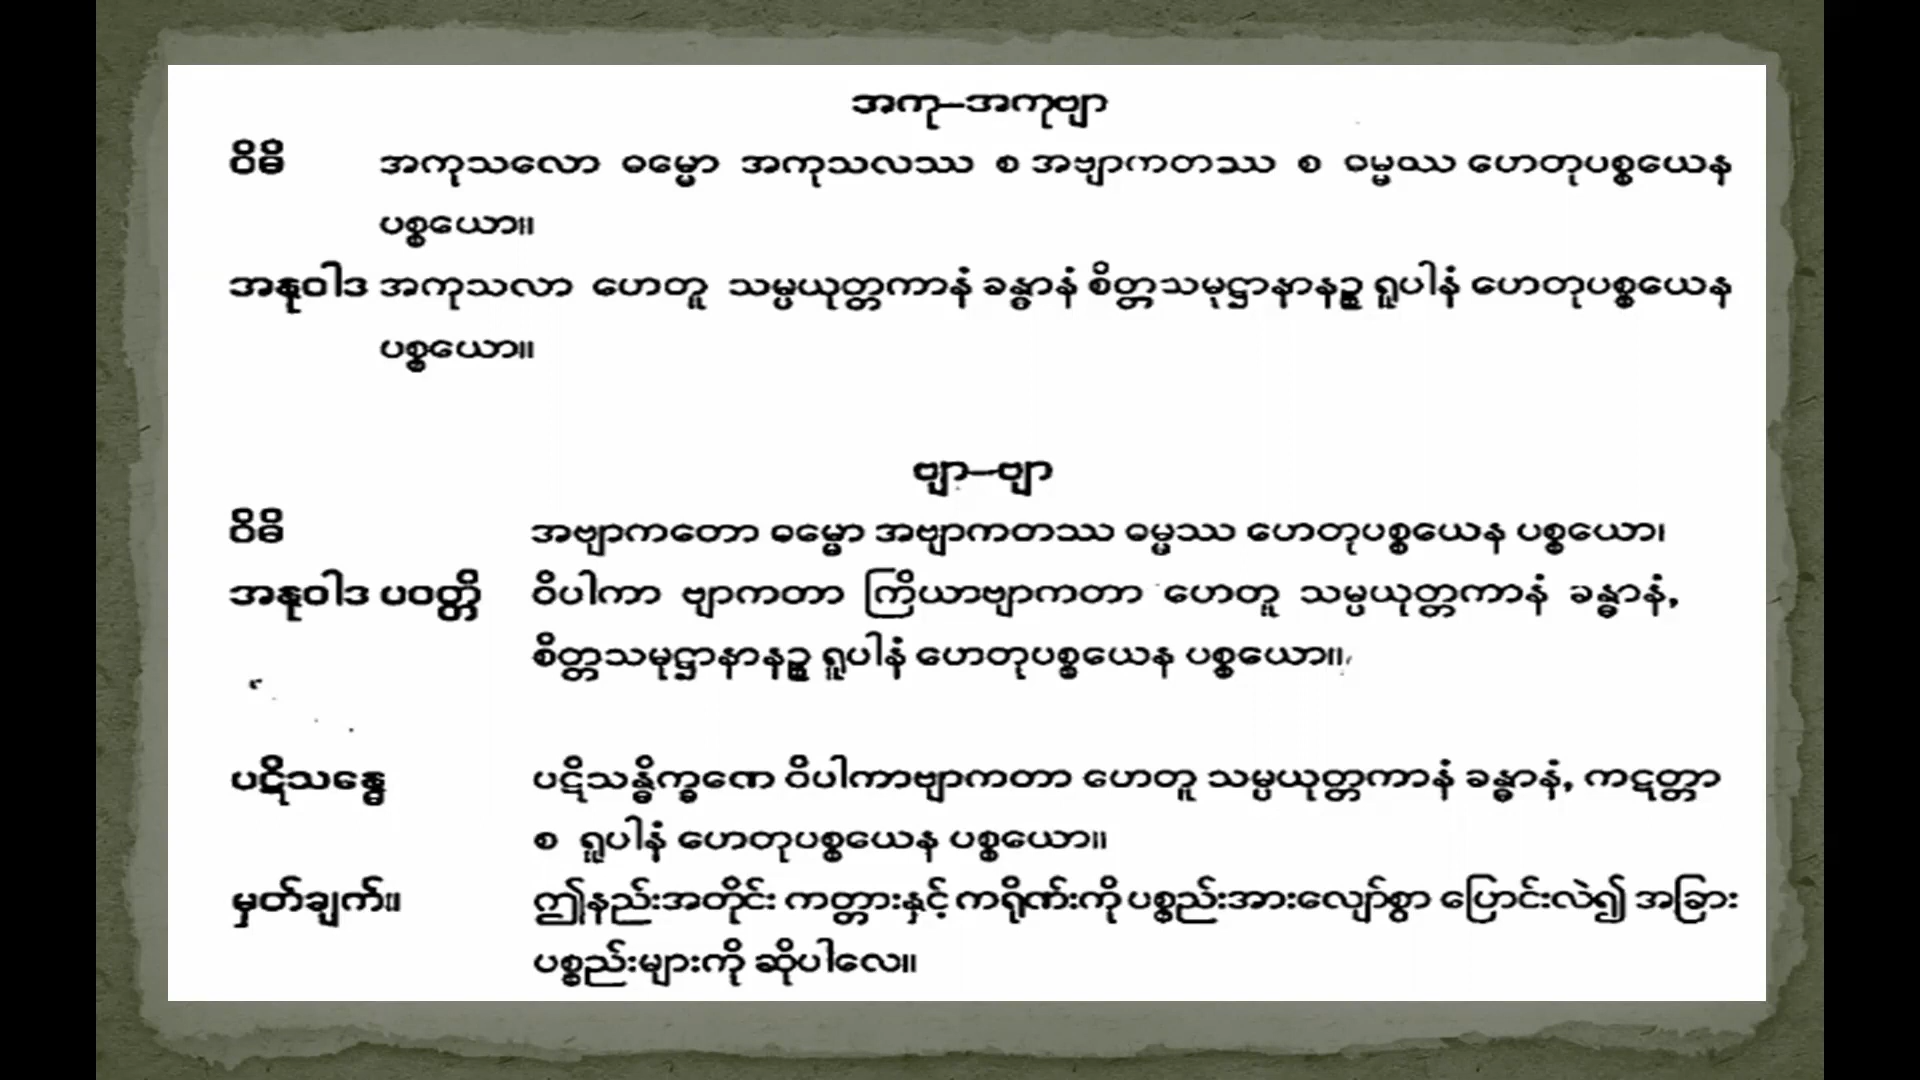 အကု–အကုဗျာ
ဝိဓိ အကုသလော ဓမ္မော အကုသလဿ စ အဗျာကတဿ စ ဓမ္မဿ ဟေတုပစ္စယေန
ပစ္စယော။
အနုဝါဒ အကုသလာ ဟေတူ သမ္ပယုတ္တကာနံ ခန္ဓာနံ စိတ္တသမုဋ္ဌာနာနဉ္စ ရူပါနံ ဟေတုပစ္စယေန
ပစ္စယော။
ဗျာ–ဗျာ
ဝိဓိ အဗျာကတော ဓမ္မော အဗျာကတဿ ဓမ္မဿ ဟေတုပစ္စယေန ပစ္စယော၊
အနုဝါဒ ပဝတ္တိ ဝိပါကာ ဗျာကတာ ကြိယာဗျာကတာ ဟေတူ သမ္ပယုတ္တကာနံ ခန္ဓာနံ,
စိတ္တသမုဋ္ဌာနာနဉ္စ ရူပါနံ ဟေတုပစ္စယေန ပစ္စယော။
ပဋိသန္ဓေ ပဋိသန္ဓိက္ခဏေ ဝိပါကာဗျာကတာ ဟေတူ သမ္ပယုတ္တကာနံ ခန္ဓာနံ, ကဋတ္တာ
စ ရူပါနံ ဟေတုပစ္စယေန ပစ္စယော။
မှတ်ချက်။ ဤနည်းအတိုင်း ကတ္တားနှင့် ကရိုဏ်းကို ပစ္စည်းအားလျော်စွာ ပြောင်းလဲ၍ အခြား
ပစ္စည်းများကို ဆိုပါလေ။